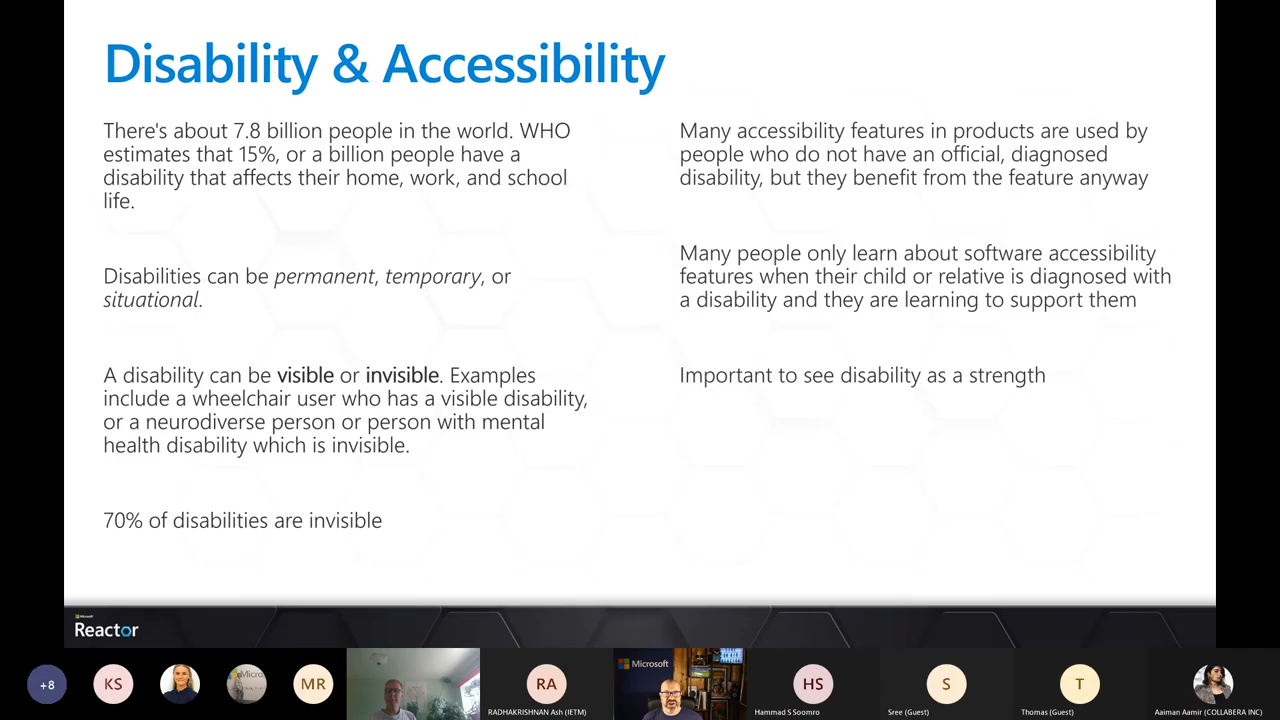 Disability & Accessibility
There's about 7.8 billion people in the world. WHO
estimates that 15%, or a billion people have a
disability that affects their home, work, and school
life.
Disabilities can be permanent, temporary, or
situational.
A disability can be visible or invisible. Examples
include a wheelchair user who has a visible disability,
or a neurodiverse person or person with mental
health disability which is invisible.
70% of disabilities are invisible
Many accessibility features in products are used by
people who do not have an official, diagnosed
disability, but they benefit from the feature anyway
Many people only learn about software accessibility
features when their child or relative is diagnosed with
a disability and they are learning to support them
Important to see disability as a strength
Microsoft
Reactor
+8
KS
MR
RA
RADHAKRISHNAN Ash (IETM)
Microsoft
HS
Hammad S Soomro
S
Sree (Guest)
T
Thomas (Guest)
Aaiman Aamir (COLLABERA INC)